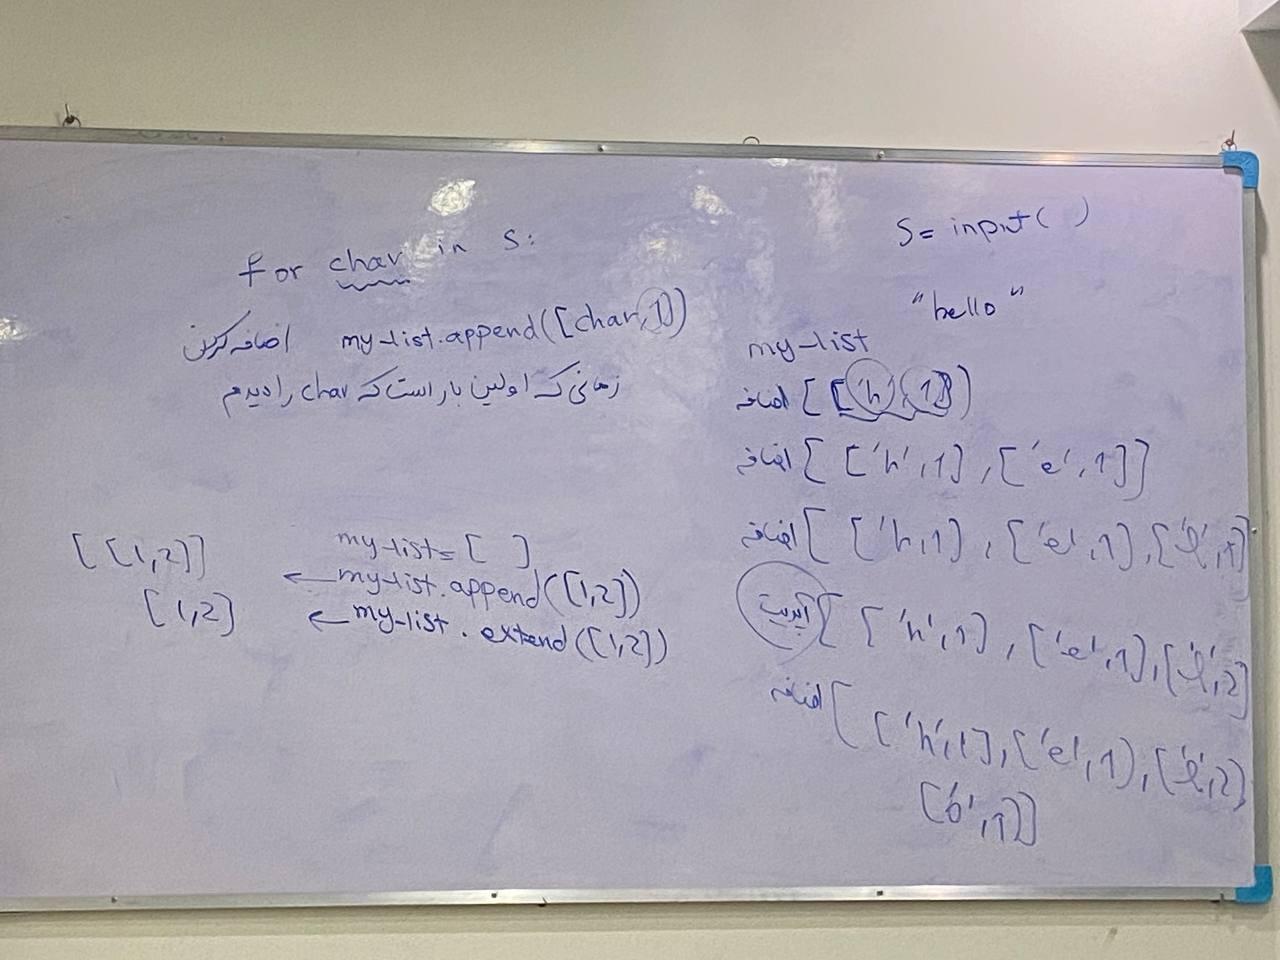 S= input( )
"hello"
my-list
اضافه [ ['h', 1] ]
اضافه [ ['h',1] , ['e',1] ]
اضافه [ ['h,1] , ['e',1], ['l',1]
آپدیت [ ['h',1] , ['e',1], ['l',2]
اضافه [ ['h',1], ['e',1], ['l',2]
['o',1]]
for char in S:
my-list.append([char,1]) اضافه کردن
زمانی که اولین بار است که char را دیدم
my-list= [ ]
[[1,2]] ← my-list.append([1,2])
[1,2] ← my-list.extend([1,2])